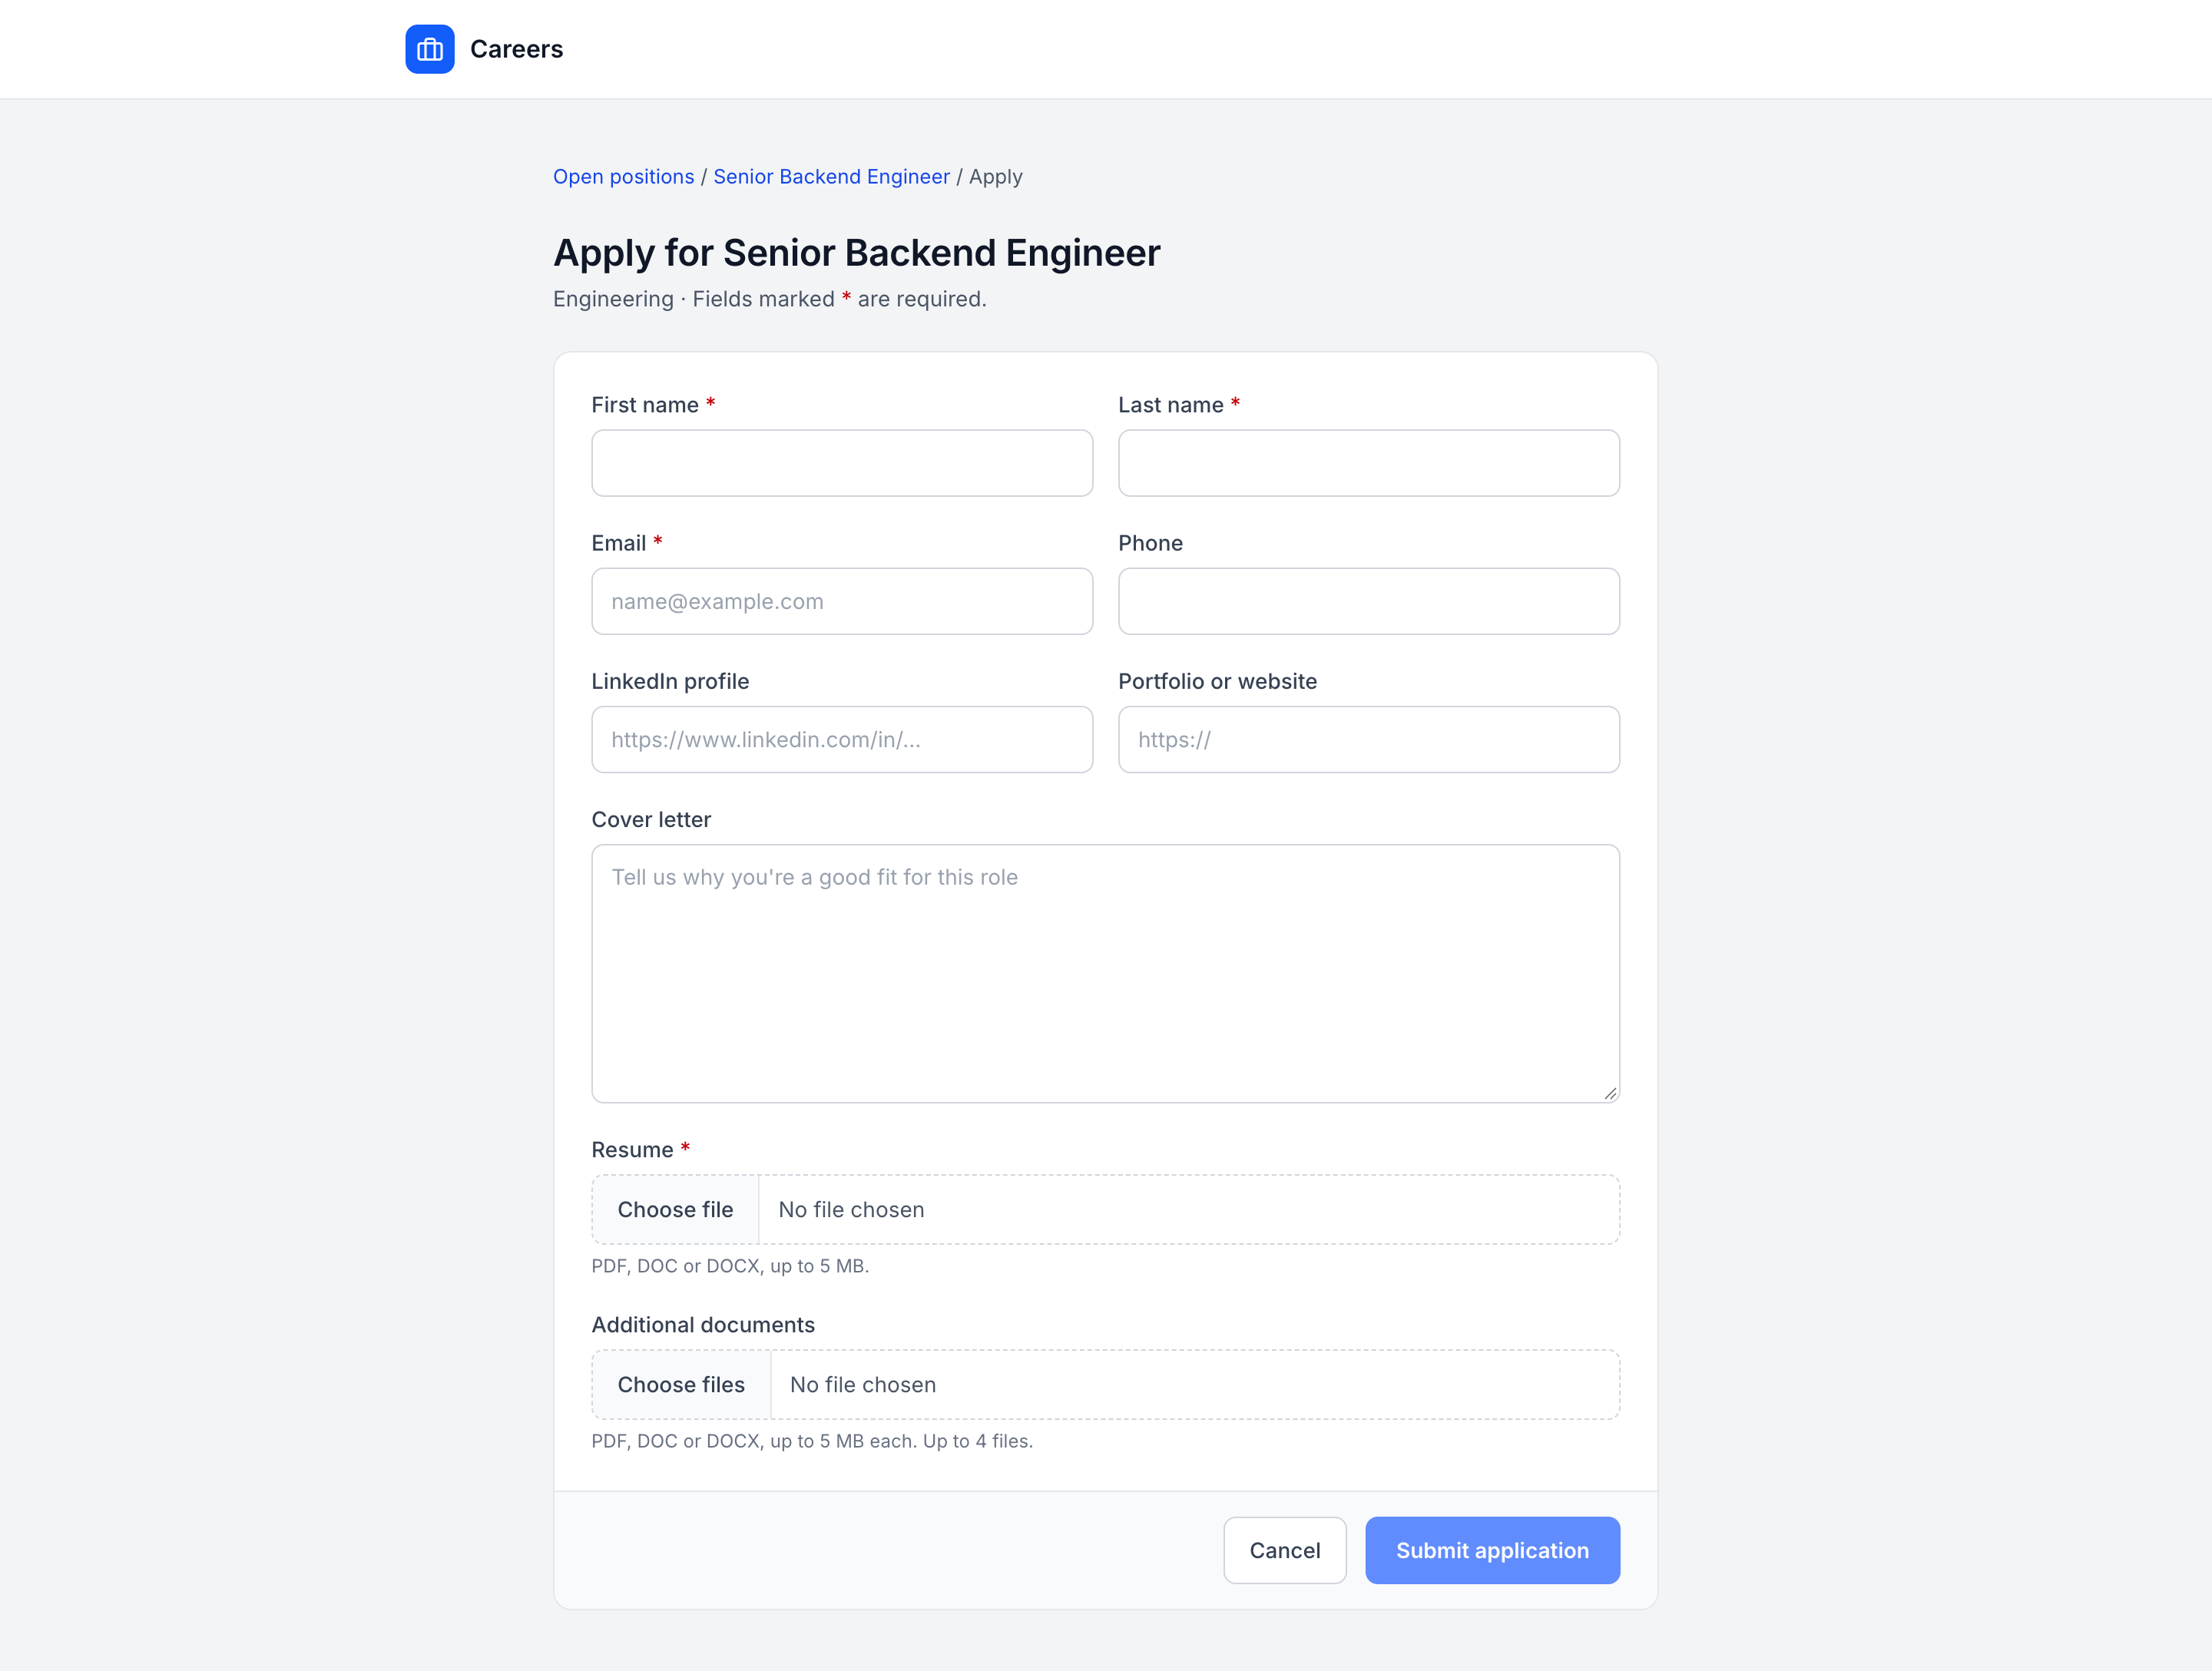 Careers
Open positions / Senior Backend Engineer / Apply
Apply for Senior Backend Engineer
Engineering · Fields marked * are required.
First name *
Last name *
Email *
Phone
name@example.com
LinkedIn profile
Portfolio or website
https://www.linkedin.com/in/...
https://
Cover letter
Tell us why you're a good fit for this role
Resume *
Choose file
No file chosen
PDF, DOC or DOCX, up to 5 MB.
Additional documents
Choose files
No file chosen
PDF, DOC or DOCX, up to 5 MB each. Up to 4 files.
Cancel
Submit application